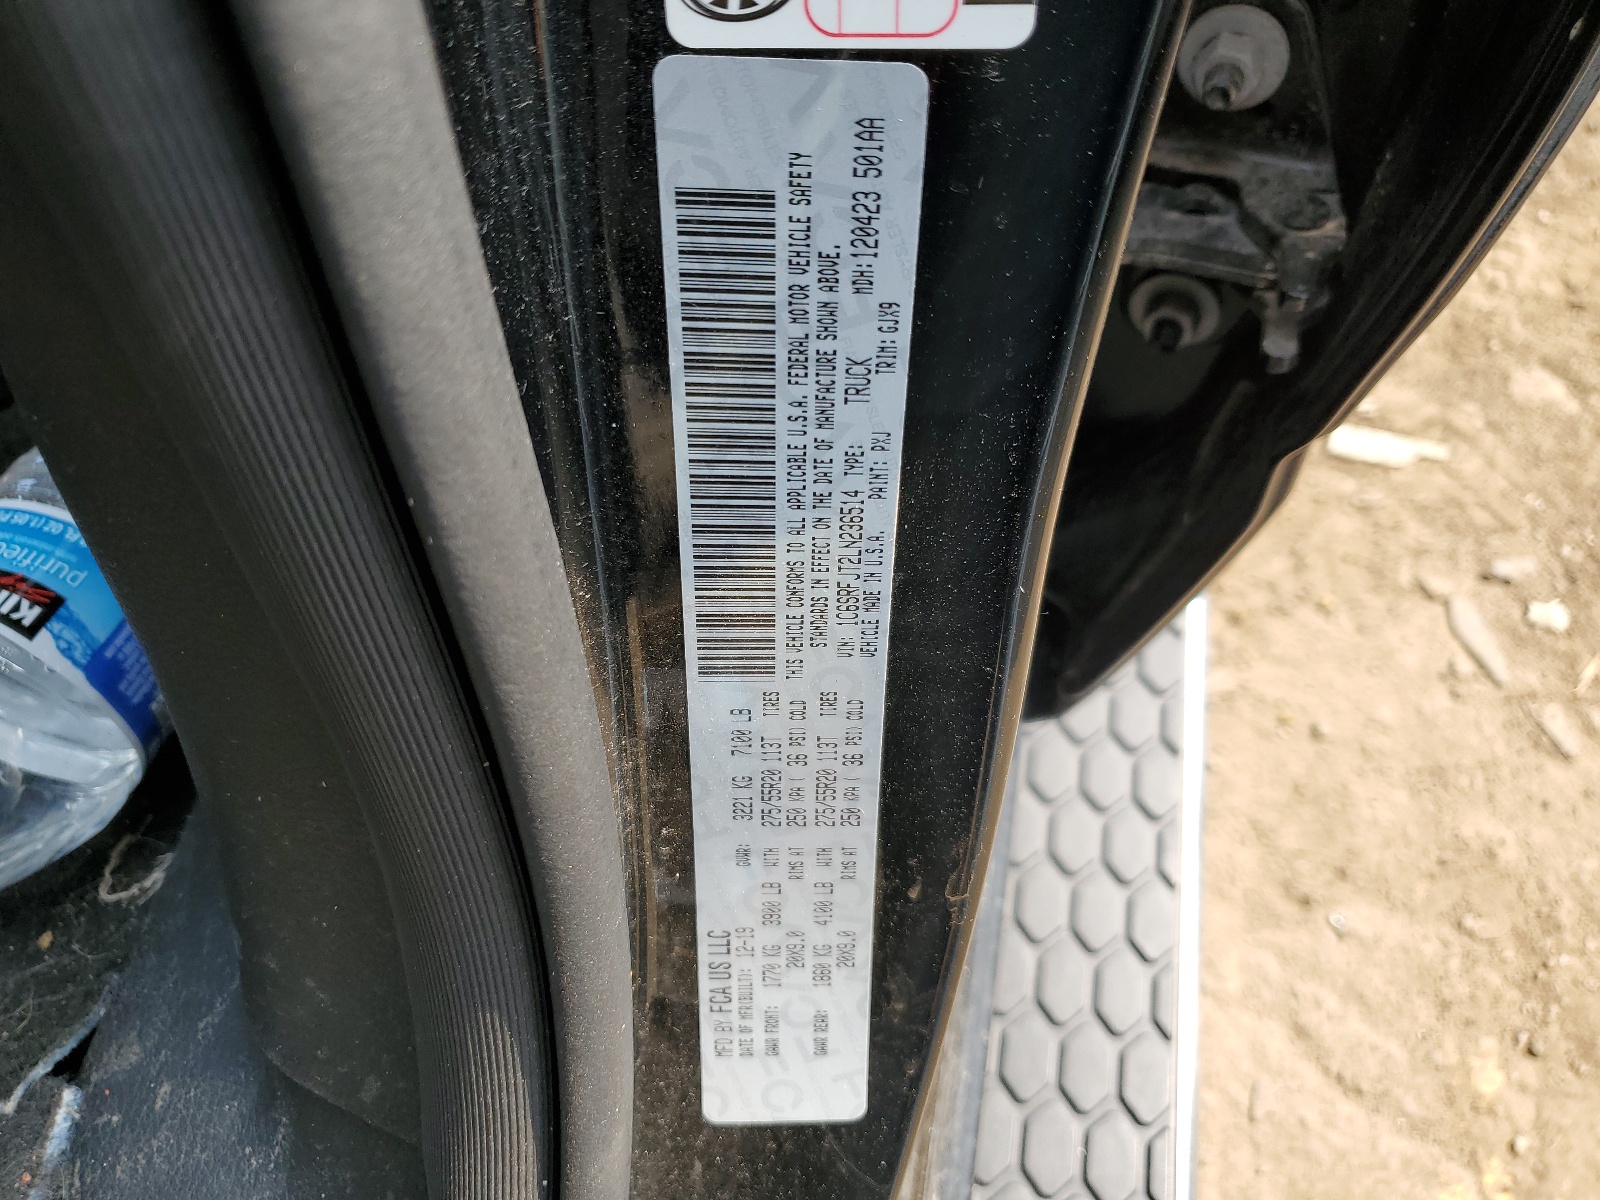 MFD BY FCA US LLC
DATE OF MFR(BUILT): 12-19 GVWR: 3221 KG 7100 LB
GAWR FRONT: 1770 KG 3900 LB WITH 275/55R20 113T TIRES
20X9.0 RIMS AT 250 KPA( 36 PSI) COLD
GAWR REAR: 1860 KG 4100 LB WITH 275/55R20 113T TIRES
20X9.0 RIMS AT 250 KPA( 36 PSI) COLD
THIS VEHICLE CONFORMS TO ALL APPLICABLE U.S.A. FEDERAL MOTOR VEHICLE SAFETY
STANDARDS IN EFFECT ON THE DATE OF MANUFACTURE SHOWN ABOVE.
VIN: 1C6SRFJT2LN236514 TYPE: TRUCK MDH:120423 501AA
VEHICLE MADE IN U.S.A. PAINT: PXJ TRIM: GJX9
purified